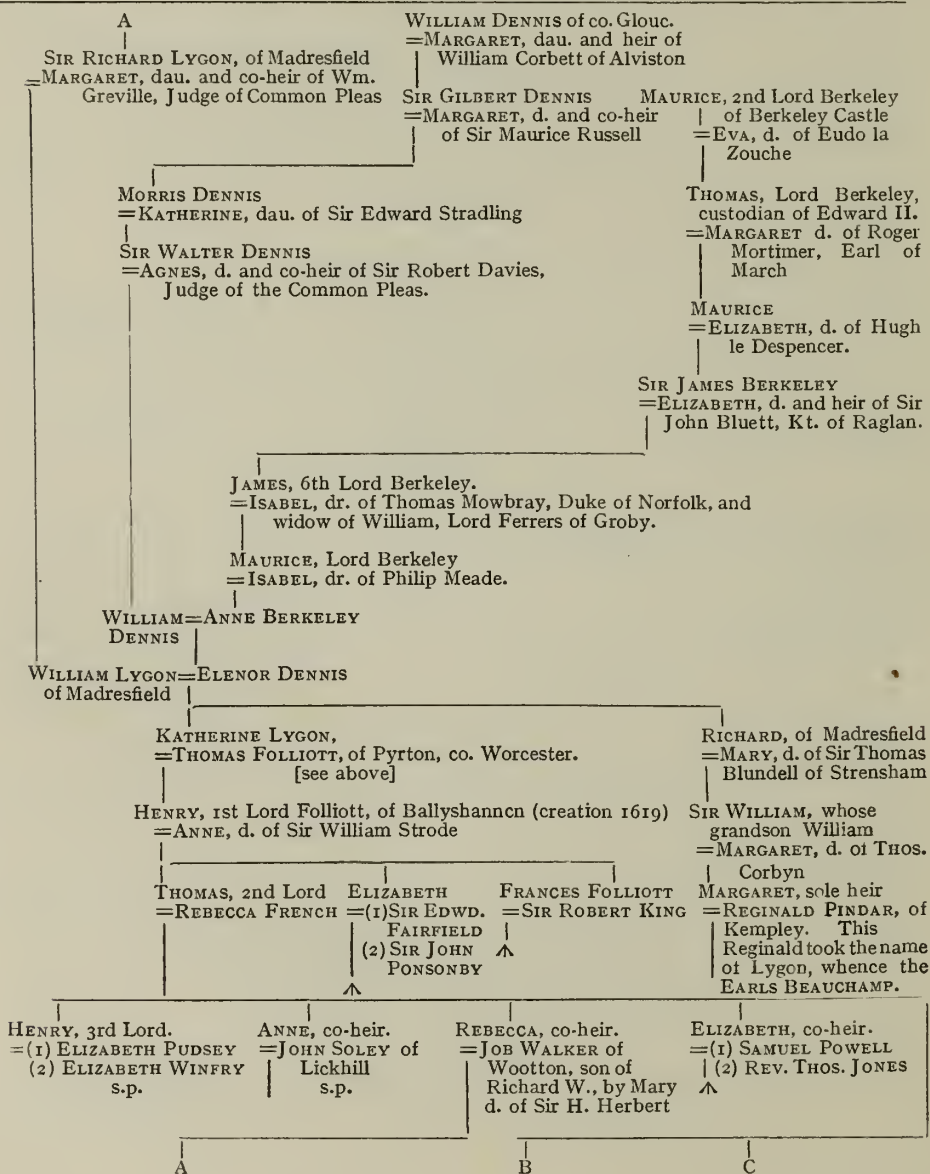 A
SIR RICHARD LYGON, of Madresfield
=MARGARET, dau. and co-heir of Wm.
Greville, Judge of Common Pleas
WILLIAM DENNIS of co. Glouc.
=MARGARET, dau. and heir of
William Corbett of Alviston
SIR GILBERT DENNIS
=MARGARET, d. and co-heir
of Sir Maurice Russell
MAURICE, 2nd Lord Berkeley
of Berkeley Castle
=EVA, d. of Eudo la
Zouche
MORRIS DENNIS
=KATHERINE, dau. of Sir Edward Stradling
SIR WALTER DENNIS
=AGNES, d. and co-heir of Sir Robert Davies,
Judge of the Common Pleas.
THOMAS, Lord Berkeley,
custodian of Edward II.
=MARGARET d. of Roger
Mortimer, Earl of
March
MAURICE
=ELIZABETH, d. of Hugh
le Despencer.
SIR JAMES BERKELEY
=ELIZABETH, d. and heir of Sir
John Bluett, Kt. of Raglan.
JAMES, 6th Lord Berkeley.
=ISABEL, dr. of Thomas Mowbray, Duke of Norfolk, and
widow of William, Lord Ferrers of Groby.
MAURICE, Lord Berkeley
=ISABEL, dr. of Philip Meade.
WILLIAM=ANNE BERKELEY
DENNIS
WILLIAM LYGON=ELENOR DENNIS
of Madresfield
KATHERINE LYGON,
=THOMAS FOLLIOTT, of Pyrton, co. Worcester.
[see above]
RICHARD, of Madresfield
=MARY, d. of Sir Thomas
Blundell of Strensham
HENRY, 1st Lord Folliott, of Ballyshanncn (creation 1619)
=ANNE, d. of Sir William Strode
SIR WILLIAM, whose
grandson William
=MARGARET, d. ot THOS.
Corbyn
THOMAS, 2nd Lord
=REBECCA FRENCH
ELIZABETH
=(1) SIR EDWD.
FAIRFIELD
(2) SIR JOHN
PONSONBY
FRANCES FOLLIOTT
=SIR ROBERT KING
MARGARET, sole heir
=REGINALD PINDAR, of
Kempley. This
Reginald took the name
ot Lygon, whence the
EARLS BEAUCHAMP.
HENRY, 3rd Lord.
=(1) ELIZABETH PUDSEY
(2) ELIZABETH WINFRY
s.p.
ANNE, co-heir.
=JOHN SOLEY of
Lickhill
s.p.
REBECCA, co-heir.
=JOB WALKER of
Wootton, son of
Richard W., by Mary
d. of Sir H. Herbert
ELIZABETH, co-heir.
=(1) SAMUEL POWELL
(2) REV. THOS. JONES
A
B
C